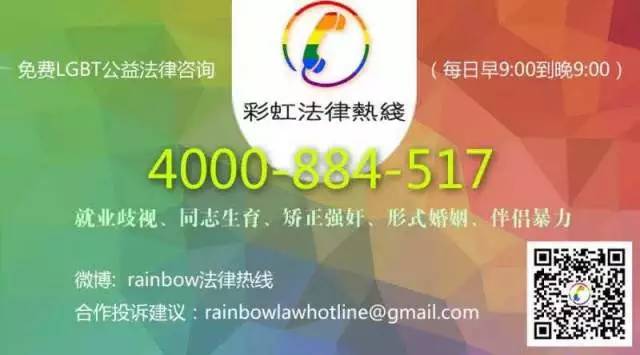 免费LGBT公益法律咨询
（每日早9:00到晚9:00）
彩虹法律熱綫
4000-884-517
就业歧视、同志生育、矫正强奸、形式婚姻、伴侣暴力
微博: rainbow法律热线
合作投诉建议：rainbowlawhotline@gmail.com